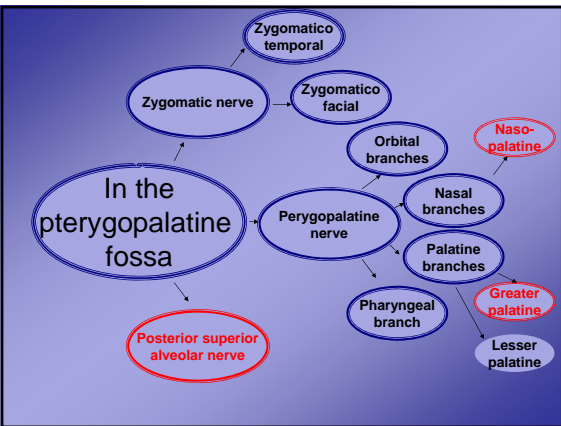 Zygomatico
temporal
Zygomatic nerve
Zygomatico
facial
Orbital
branches
Naso-
palatine
In the
pterygopalatine
fossa
Perygopalatine
nerve
Nasal
branches
Palatine
branches
Greater
palatine
Pharyngeal
branch
Posterior superior
alveolar nerve
Lesser
palatine